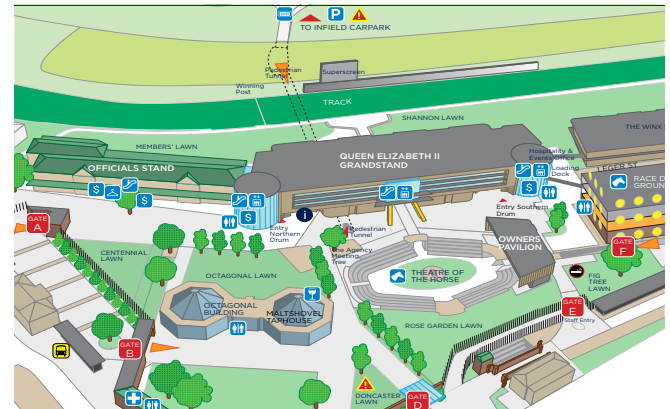 P
TO INFIELD CARPARK
Pedestrian
Tunnel
Superscreen
Winning
Post
TRACK
SHANNON LAWN
MEMBERS' LAWN
THE WINX S
QUEEN ELIZABETH II
GRANDSTAND
Hospitality &
Events Office
Loading
Dock
LEGER ST
OFFICIALS STAND
RACE D
GROUN
$
$
$
$
i
GATE
A
Entry
Northern
Drum
Pedestrian
Tunnel
Entry Southern
Drum
OWNERS
PAVILION
GATE
F
The Agency
Meeting
Tree
CENTENNIAL
LAWN
OCTAGONAL LAWN
THEATRE OF
THE HORSE
FIG
TREE
LAWN
OCTAGONAL
BUILDING
MALTSHOVEL
TAPHOUSE
GATE
E
Staff Entry
ROSE GARDEN LAWN
GATE
B
DONCASTER
LAWN
GATE
D